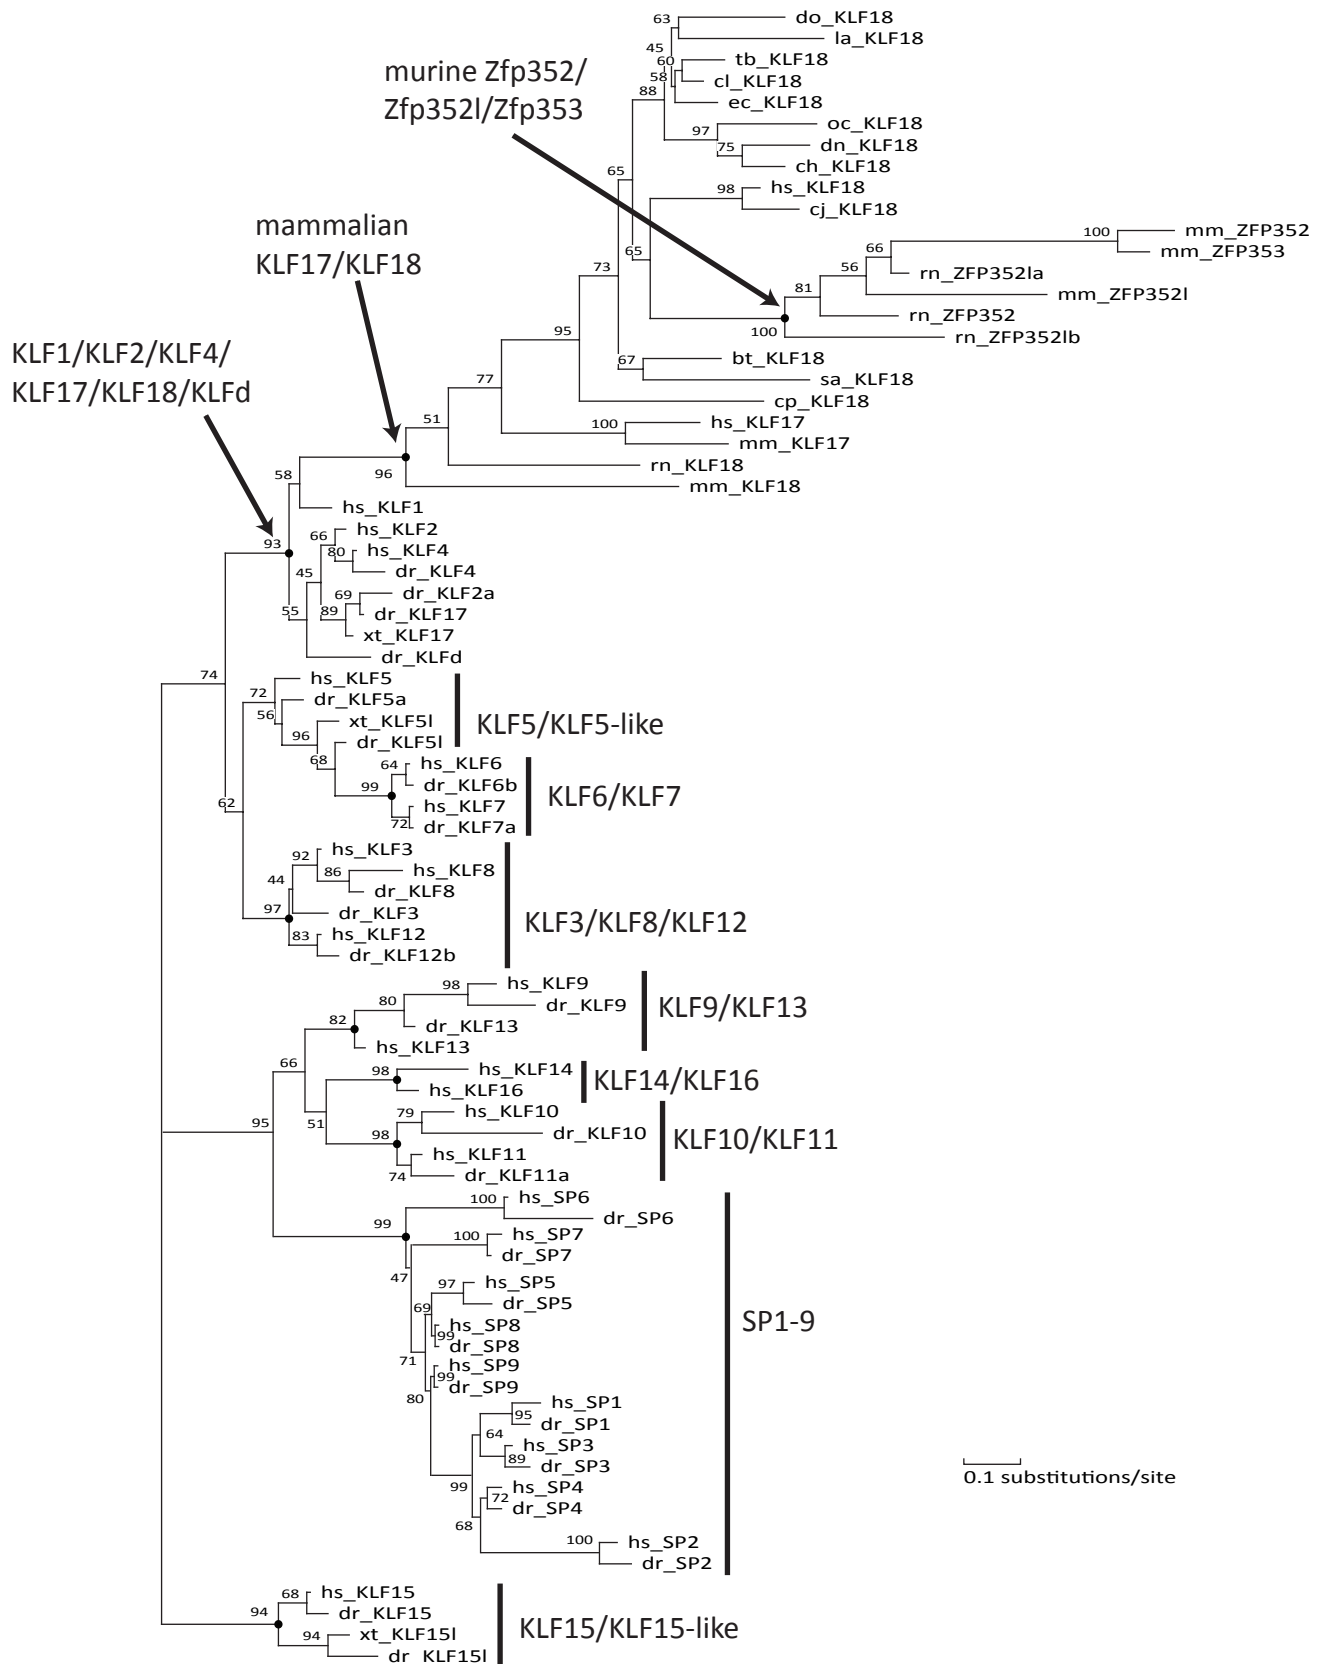 63
do_KLF18
la_KLF18
45
60
tb_KLF18
58
cl_KLF18
88
ec_KLF18
murine Zfp352/
Zfp352l/Zfp353
97
oc_KLF18
75
dn_KLF18
ch_KLF18
65
98
hs_KLF18
cj_KLF18
mammalian
KLF17/KLF18
100
mm_ZFP352
66
mm_ZFP353
65
73
56
rn_ZFP352la
81
mm_ZFP352l
rn_ZFP352
95
100
rn_ZFP352lb
KLF1/KLF2/KLF4/
KLF17/KLF18/KLFd
67
bt_KLF18
sa_KLF18
77
cp_KLF18
51
100
hs_KLF17
mm_KLF17
rn_KLF18
58
96
mm_KLF18
hs_KLF1
93
66
hs_KLF2
80
hs_KLF4
45
dr_KLF4
69
dr_KLF2a
55
89
dr_KLF17
xt_KLF17
dr_KLFd
74
hs_KLF5
72
dr_KLF5a
56
xt_KLF5l
KLF5/KLF5-like
96
dr_KLF5l
68
64
hs_KLF6
99
dr_KLF6b
KLF6/KLF7
62
hs_KLF7
72
dr_KLF7a
92
hs_KLF3
86
hs_KLF8
44
dr_KLF8
97
dr_KLF3
KLF3/KLF8/KLF12
83
hs_KLF12
dr_KLF12b
98
hs_KLF9
80
dr_KLF9
KLF9/KLF13
82
dr_KLF13
hs_KLF13
66
98
hs_KLF14
KLF14/KLF16
hs_KLF16
95
51
79
hs_KLF10
98
dr_KLF10
KLF10/KLF11
hs_KLF11
74
dr_KLF11a
100
hs_SP6
99
dr_SP6
100
hs_SP7
dr_SP7
47
97
hs_SP5
69
dr_SP5
hs_SP8
SP1-9
99
dr_SP8
71
hs_SP9
99
dr_SP9
80
hs_SP1
95
dr_SP1
64
hs_SP3
89
dr_SP3
99
hs_SP4
72
dr_SP4
68
100
hs_SP2
dr_SP2
0.1 substitutions/site
68
hs_KLF15
94
dr_KLF15
KLF15/KLF15-like
94
xt_KLF15l
dr_KLF15l